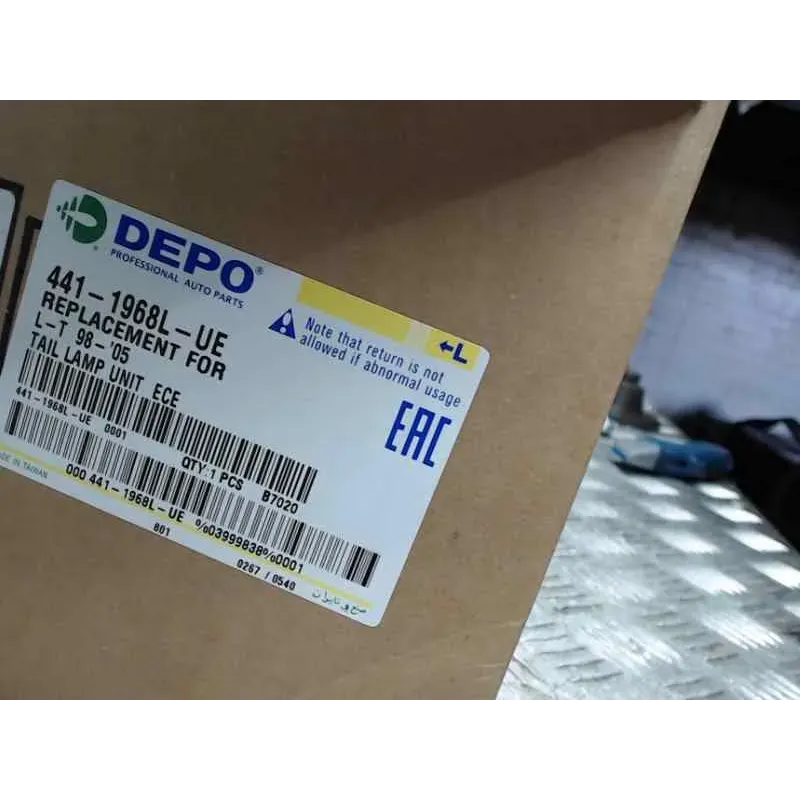 DEPO®
PROFESSIONAL AUTO PARTS
441-1968L-UE
REPLACEMENT FOR
L-T 98-'05
TAIL LAMP UNIT ECE
Note that return is not
allowed if abnormal usage
←L
EAC
441-1968L-UE 0001
QTY:1 PCS B7020
000 441-1968L-UE %03999838%0001
801
0267 / 0540
DE IN TAIWAN